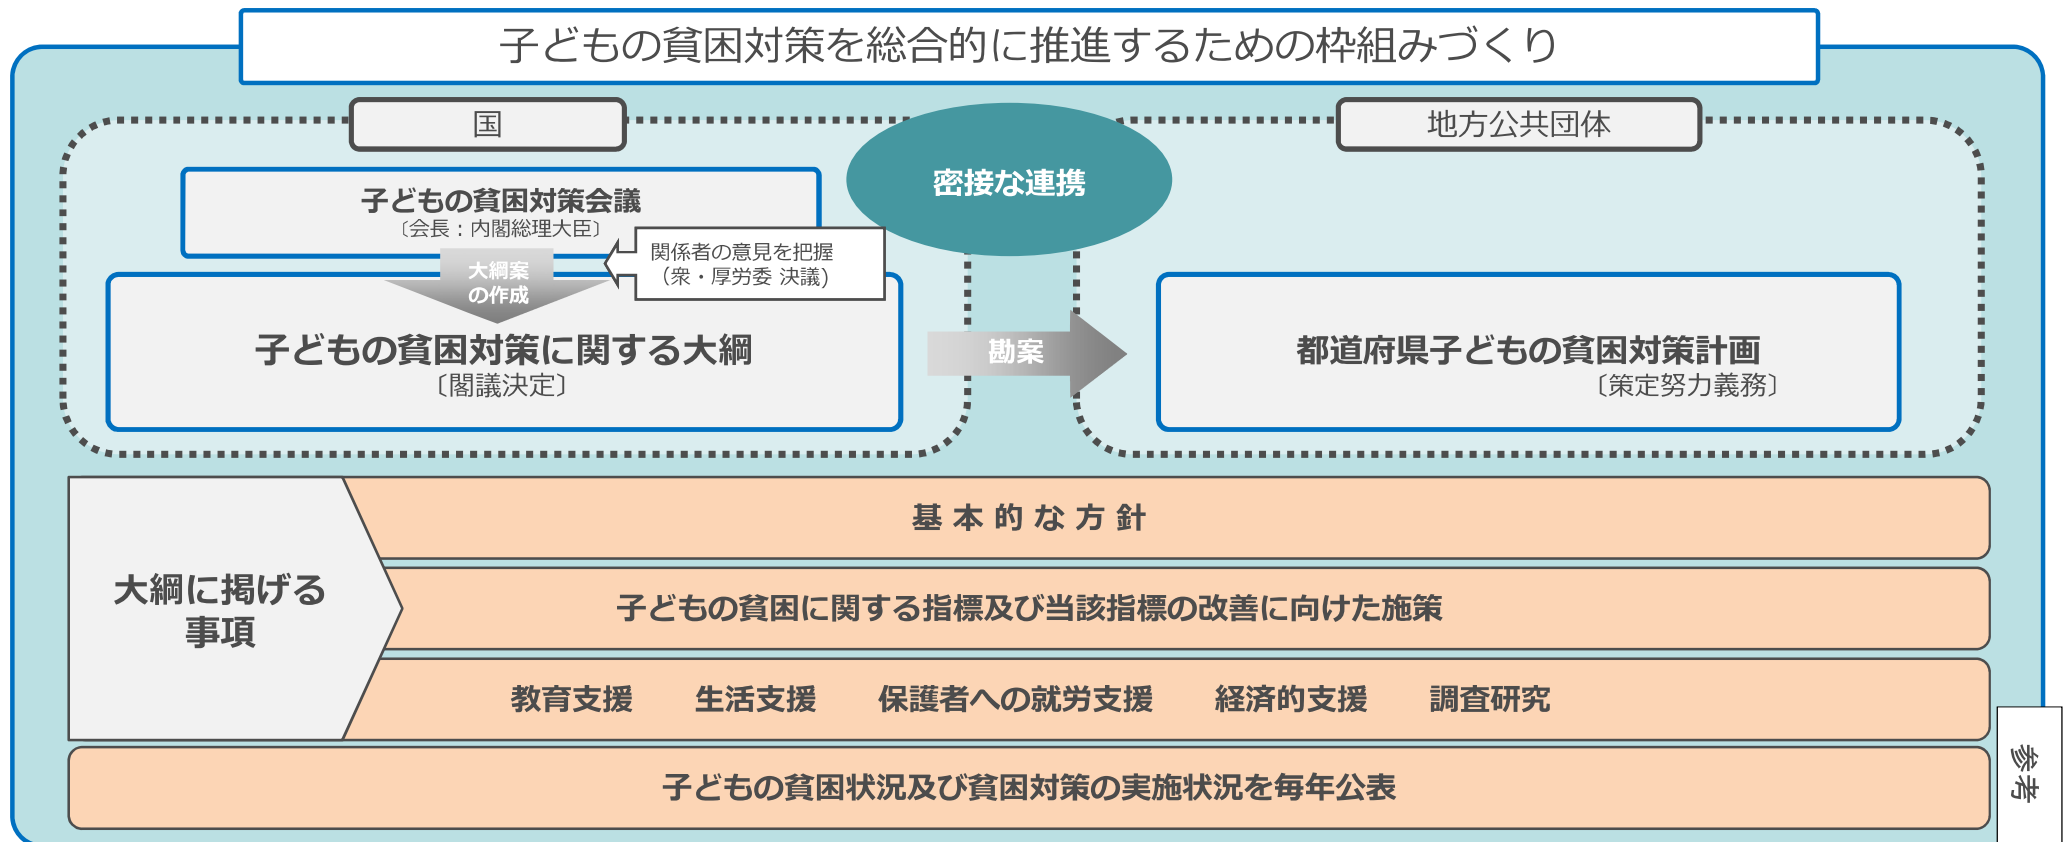 子どもの貧困対策を総合的に推進するための枠組みづくり
国
地方公共団体
密接な連携
子どもの貧困対策会議
〔会長：内閣総理大臣〕
大綱案
の作成
関係者の意見を把握
（衆・厚労委 決議)
子どもの貧困対策に関する大綱
〔閣議決定〕
勘案
都道府県子どもの貧困対策計画
〔策定努力義務〕
大綱に掲げる
事項
基 本 的 な 方 針
子どもの貧困に関する指標及び当該指標の改善に向けた施策
教育支援　　生活支援　　保護者への就労支援　　経済的支援　　調査研究
子どもの貧困状況及び貧困対策の実施状況を毎年公表
参考